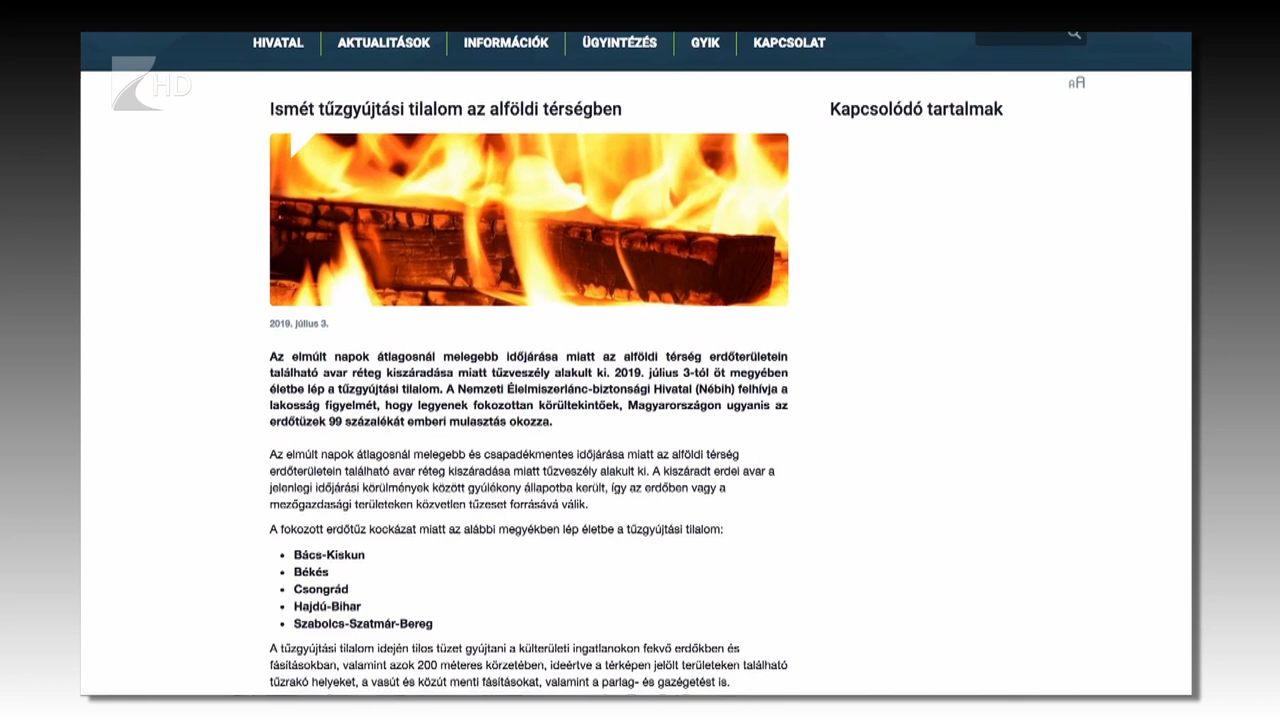 HIVATAL AKTUALITÁSOK INFORMÁCIÓK ÜGYINTÉZÉS GYIK KAPCSOLAT
HD
AA
Ismét tűzgyújtási tilalom az alföldi térségben
Kapcsolódó tartalmak
2019. július 3.
Az elmúlt napok átlagosnál melegebb időjárása miatt az alföldi térség erdőterületein
található avar réteg kiszáradása miatt tűzveszély alakult ki. 2019. július 3-tól öt megyében
életbe lép a tűzgyújtási tilalom. A Nemzeti Élelmiszerlánc-biztonsági Hivatal (Nébih) felhívja a
lakosság figyelmét, hogy legyenek fokozottan körültekintőek, Magyarországon ugyanis az
erdőtüzek 99 százalékát emberi mulasztás okozza.
Az elmúlt napok átlagosnál melegebb és csapadékmentes időjárása miatt az alföldi térség
erdőterületein található avar réteg kiszáradása miatt tűzveszély alakult ki. A kiszáradt erdei avar a
jelenlegi időjárási körülmények között gyúlékony állapotba került, így az erdőben vagy a
mezőgazdasági területeken közvetlen tűzeset forrásává válik.
A fokozott erdőtűz kockázat miatt az alábbi megyékben lép életbe a tűzgyújtási tilalom:
• Bács-Kiskun
• Békés
• Csongrád
• Hajdú-Bihar
• Szabolcs-Szatmár-Bereg
A tűzgyújtási tilalom idején tilos tüzet gyújtani a külterületi ingatlanokon fekvő erdőkben és
fásításokban, valamint azok 200 méteres körzetében, ideértve a térképen jelölt területeken található
tűzrakó helyeket, a vasút és közút menti fásításokat, valamint a parlag- és gazégetést is.